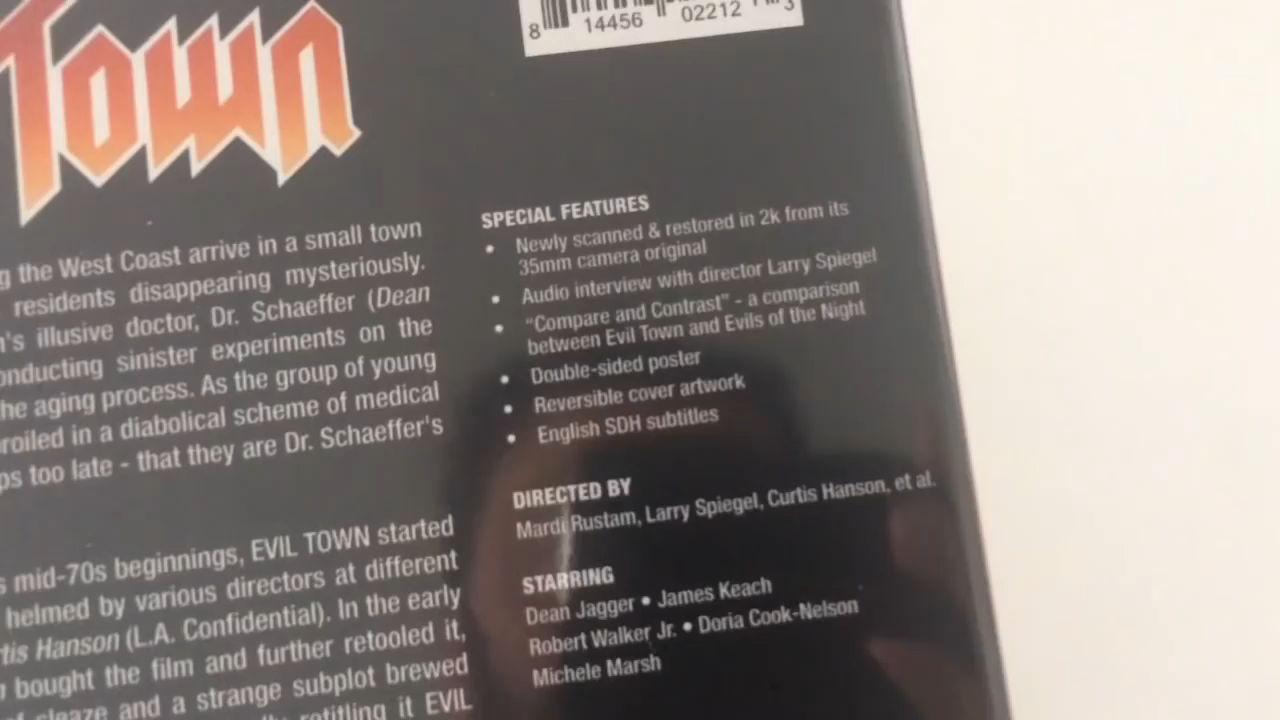 Town
8 14456 02212 3
g the West Coast arrive in a small town
residents disappearing mysteriously.
's illusive doctor, Dr. Schaeffer (Dean
onducting sinister experiments on the
he aging process. As the group of young
roiled in a diabolical scheme of medical
ps too late - that they are Dr. Schaeffer's
s mid-70s beginnings, EVIL TOWN started
helmed by various directors at different
tis Hanson (L.A. Confidential). In the early
bought the film and further retooled it,
sleaze and a strange subplot brewed
retitling it EVIL
SPECIAL FEATURES
• Newly scanned & restored in 2k from its
35mm camera original
• Audio interview with director Larry Spiegel
• "Compare and Contrast" - a comparison
between Evil Town and Evils of the Night
• Double-sided poster
• Reversible cover artwork
• English SDH subtitles
DIRECTED BY
Mardi Rustam, Larry Spiegel, Curtis Hanson, et al.
STARRING
Dean Jagger • James Keach
Robert Walker Jr. • Doria Cook-Nelson
Michele Marsh